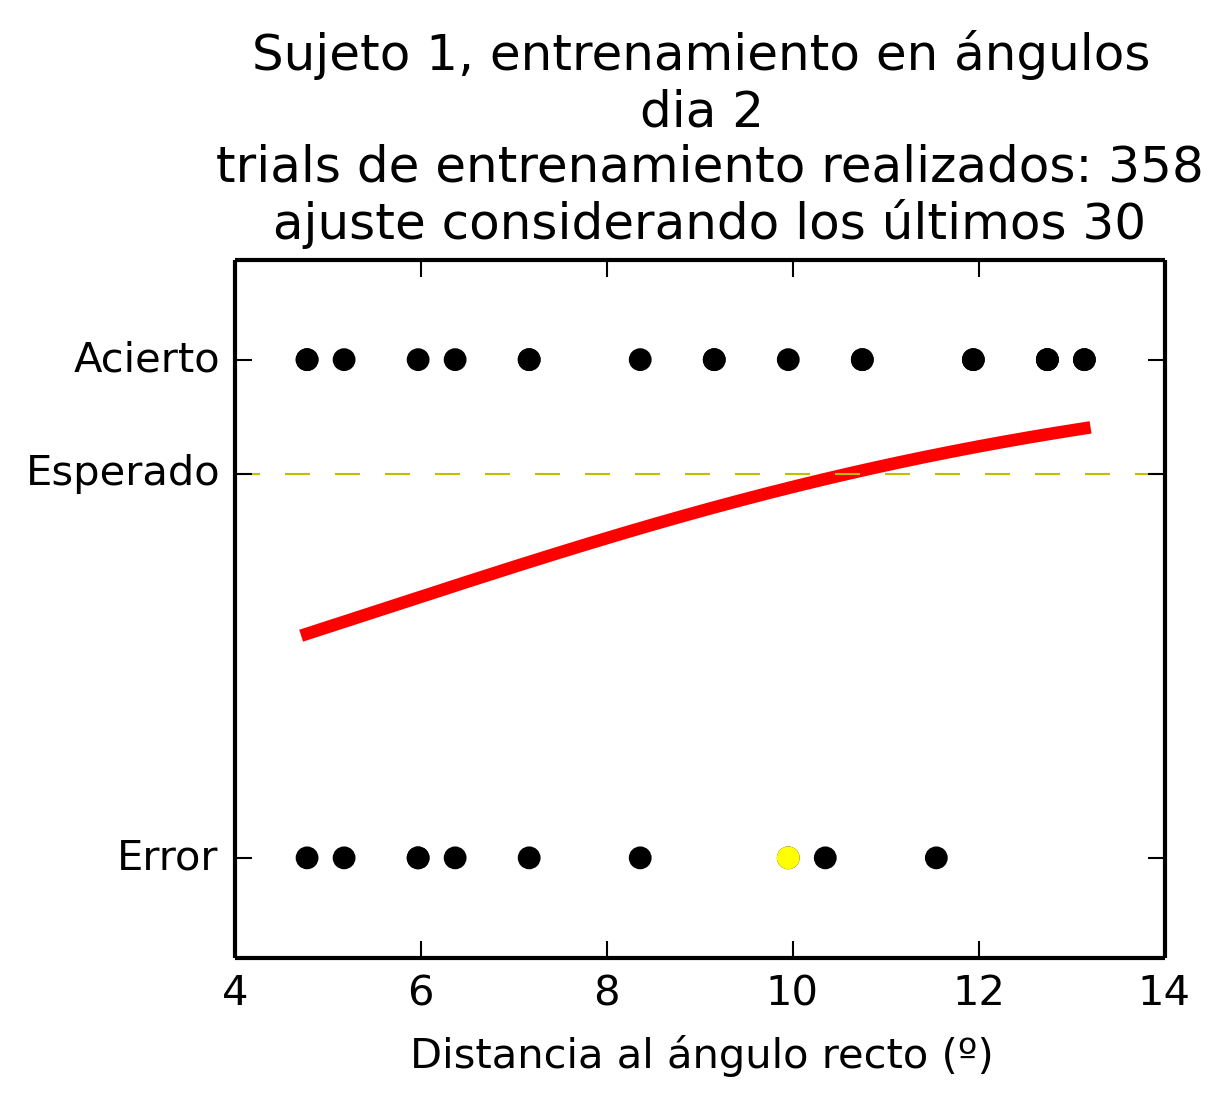 Sujeto 1, entrenamiento en ángulos
dia 2
trials de entrenamiento realizados: 358
ajuste considerando los últimos 30
Acierto
Esperado
Error
4 6 8 10 12 14
Distancia al ángulo recto (º)